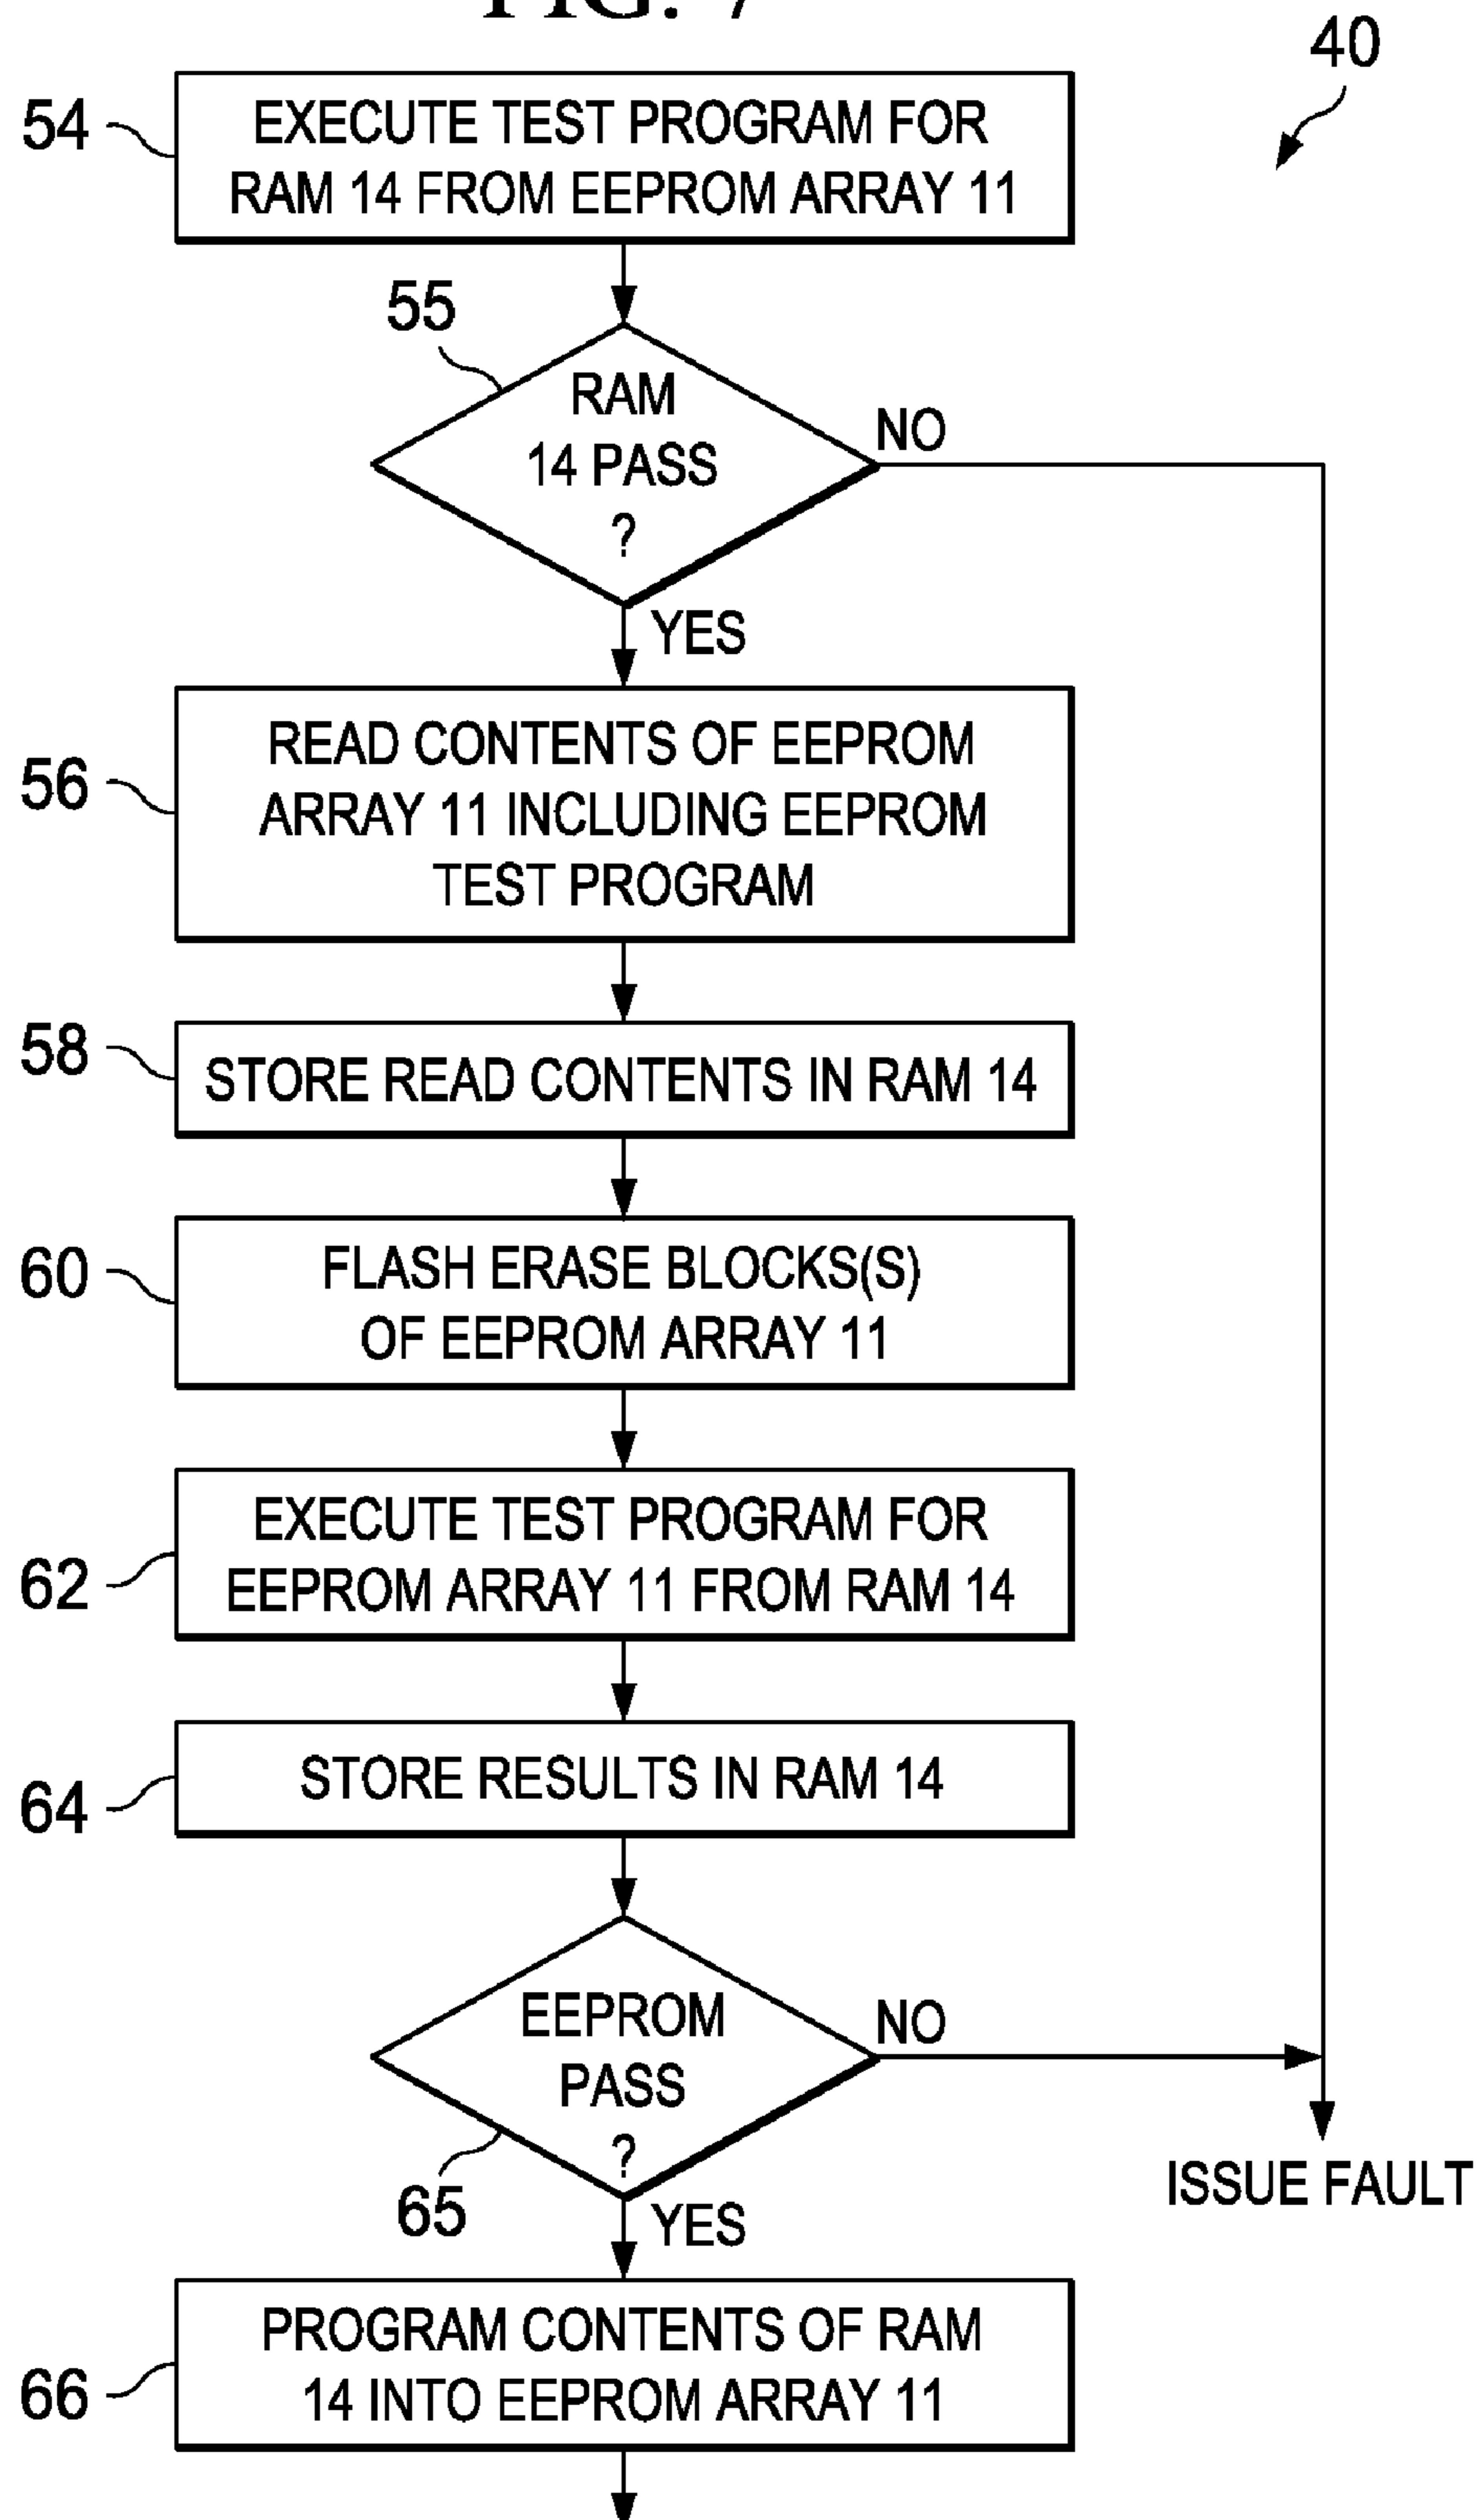 FIG. 7
40
54
EXECUTE TEST PROGRAM FOR
RAM 14 FROM EEPROM ARRAY 11
55
RAM
14 PASS
?
NO
YES
56
READ CONTENTS OF EEPROM
ARRAY 11 INCLUDING EEPROM
TEST PROGRAM
58
STORE READ CONTENTS IN RAM 14
60
FLASH ERASE BLOCKS(S)
OF EEPROM ARRAY 11
62
EXECUTE TEST PROGRAM FOR
EEPROM ARRAY 11 FROM RAM 14
64
STORE RESULTS IN RAM 14
EEPROM
PASS
?
NO
65
YES
ISSUE FAULT
66
PROGRAM CONTENTS OF RAM
14 INTO EEPROM ARRAY 11